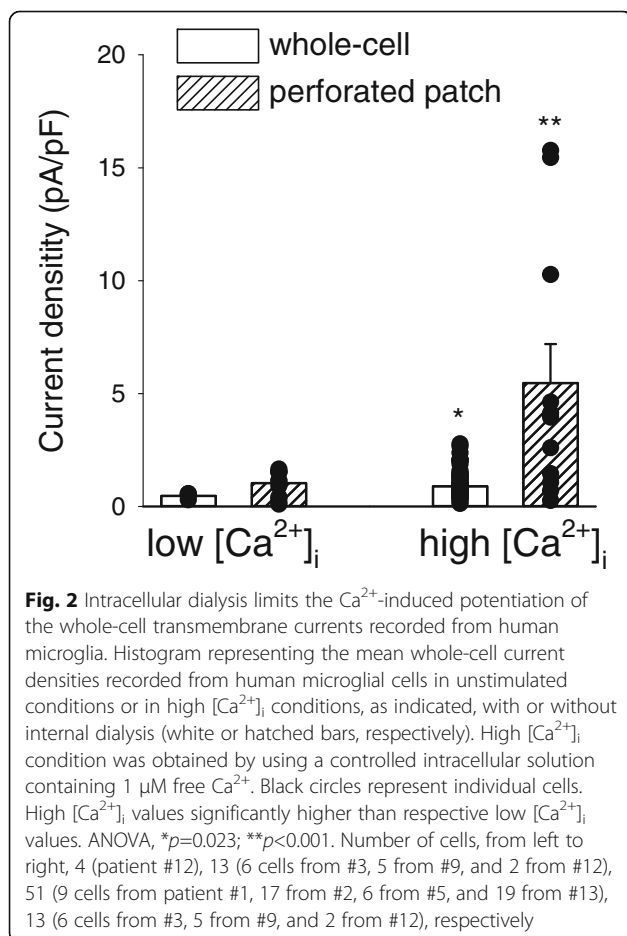 20
15
10
5
0
Current densitity (pA/pF)
whole-cell
perforated patch
*
**
low [Ca²⁺]ᵢ
high [Ca²⁺]ᵢ
Fig. 2 Intracellular dialysis limits the Ca²⁺-induced potentiation of
the whole-cell transmembrane currents recorded from human
microglia. Histogram representing the mean whole-cell current
densities recorded from human microglial cells in unstimulated
conditions or in high [Ca²⁺]ᵢ conditions, as indicated, with or without
internal dialysis (white or hatched bars, respectively). High [Ca²⁺]ᵢ
condition was obtained by using a controlled intracellular solution
containing 1 μM free Ca²⁺. Black circles represent individual cells.
High [Ca²⁺]ᵢ values significantly higher than respective low [Ca²⁺]ᵢ
values. ANOVA, *p=0.023; **p<0.001. Number of cells, from left to
right, 4 (patient #12), 13 (6 cells from #3, 5 from #9, and 2 from #12),
51 (9 cells from patient #1, 17 from #2, 6 from #5, and 19 from #13),
13 (6 cells from #3, 5 from #9, and 2 from #12), respectively